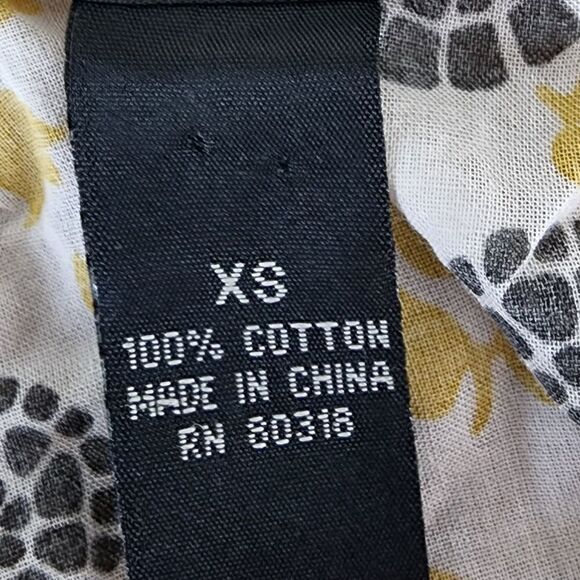 XS
100% COTTON
MADE IN CHINA
RN 80318